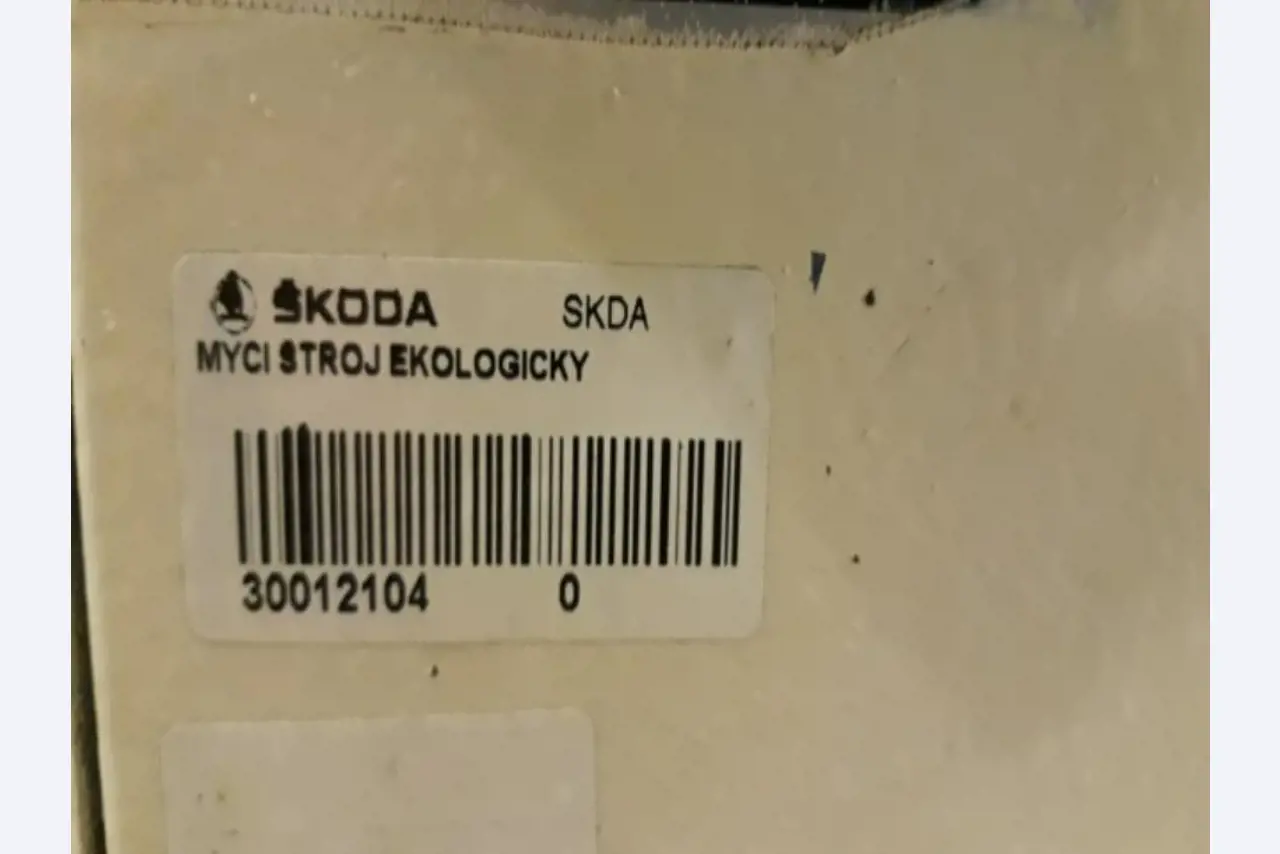 ŠKODA SKDA
MYCI STROJ EKOLOGICKY
30012104 0